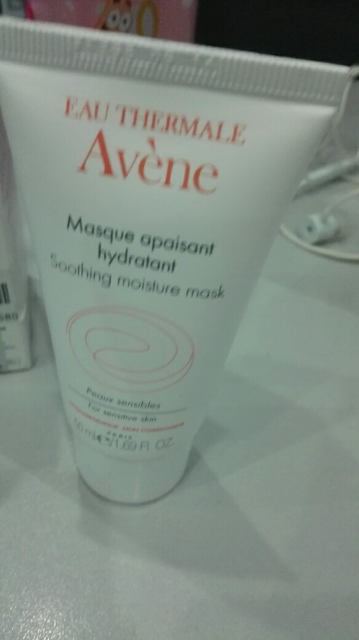 EAU THERMALE
Avène
Masque apaisant
hydratant
Soothing moisture mask
Peaux sensibles
For sensitive skin
PARIS
50 ml e /1.69 FL. OZ.